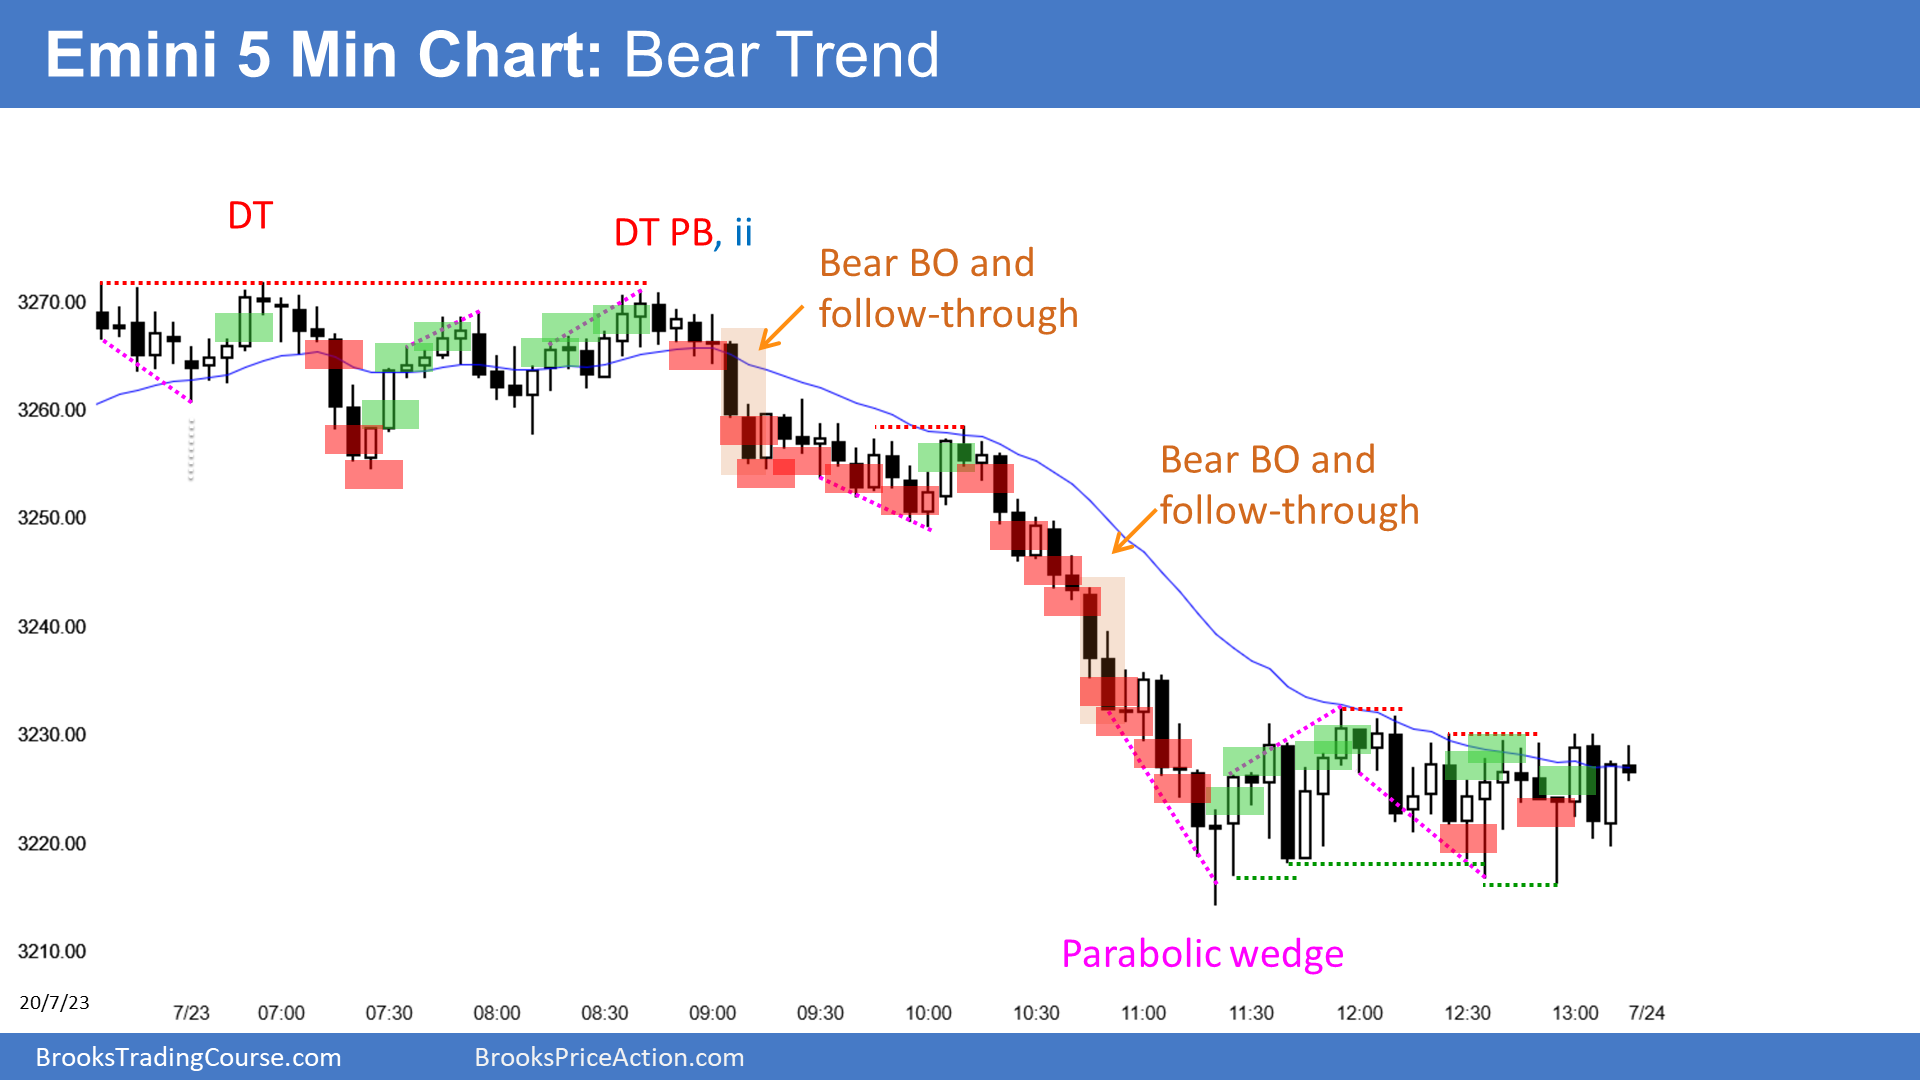 Emini 5 Min Chart: Bear Trend
DT
DT PB, ii
Bear BO and
follow-through
Bear BO and
follow-through
3270.00
3260.00
3250.00
3240.00
3230.00
3220.00
3210.00
Parabolic wedge
20/7/23
7/23 07:00 07:30 08:00 08:30 09:00 09:30 10:00 10:30 11:00 11:30 12:00 12:30 13:00 7/24
BrooksTradingCourse.com BrooksPriceAction.com